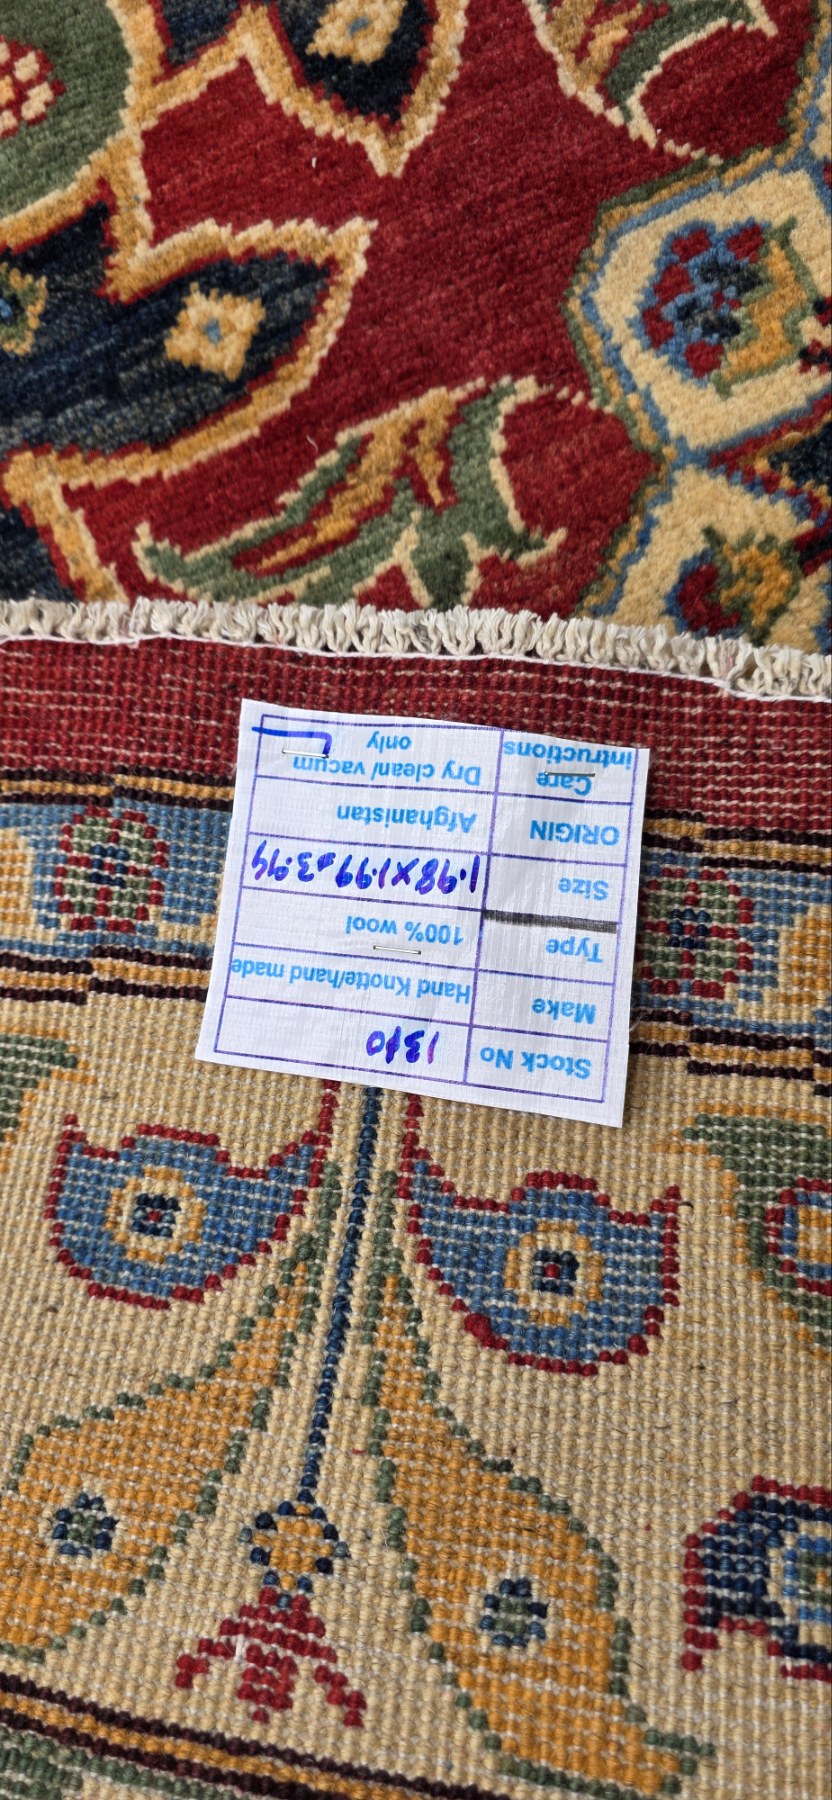 Stock No 1310
Make Hand Knotte/hand made
Type 100% wool
Size 1.98x1.99=3.94
ORIGIN Afghanistan
Care Dry clean/ vacum
intructions only